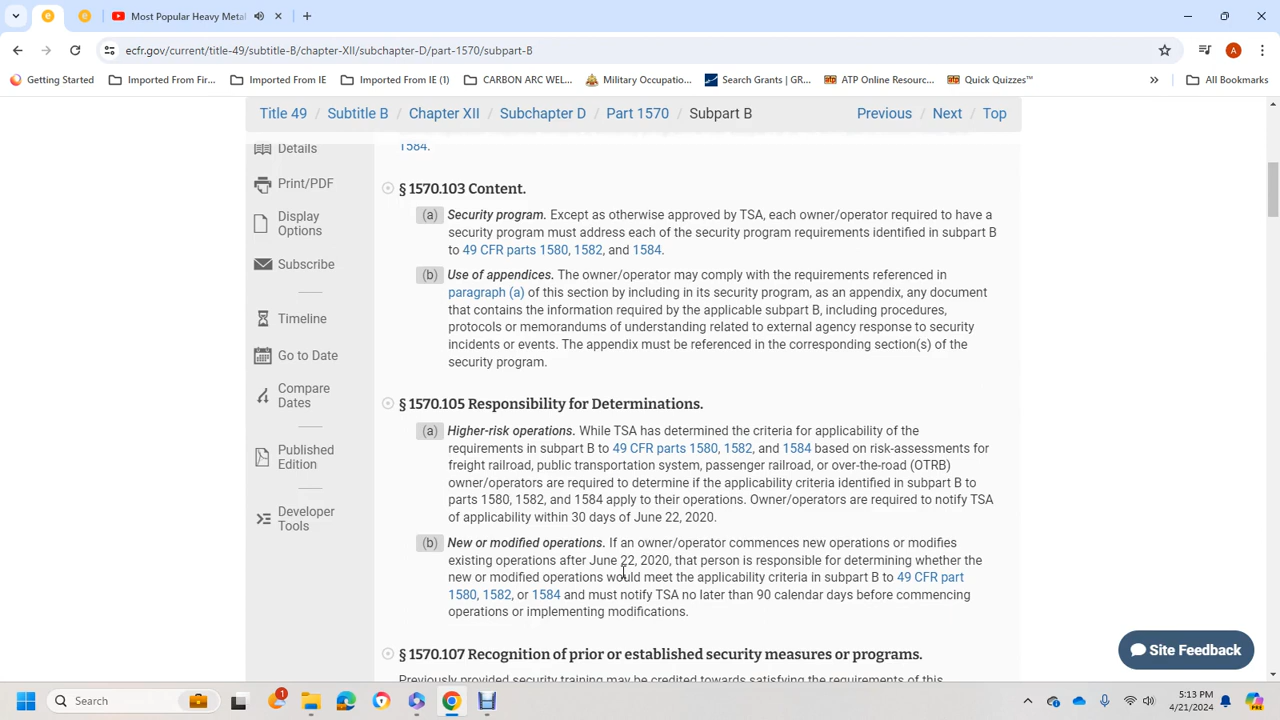 Most Popular Heavy Metal
ecfr.gov/current/title-49/subtitle-B/chapter-XII/subchapter-D/part-1570/subpart-B
A
Getting Started
Imported From Fir...
Imported From IE
Imported From IE (1)
CARBON ARC WEL...
Military Occupatio...
Search Grants | GR...
ATP Online Resourc...
Quick Quizzes™
All Bookmarks
Title 49 / Subtitle B / Chapter XII / Subchapter D / Part 1570 / Subpart B
Previous / Next / Top
Details
Print/PDF
Display
Options
Subscribe
Timeline
Go to Date
Compare
Dates
Published
Edition
Developer
Tools
1584.
§ 1570.103 Content.
(a) Security program. Except as otherwise approved by TSA, each owner/operator required to have a
security program must address each of the security program requirements identified in subpart B
to 49 CFR parts 1580, 1582, and 1584.
(b) Use of appendices. The owner/operator may comply with the requirements referenced in
paragraph (a) of this section by including in its security program, as an appendix, any document
that contains the information required by the applicable subpart B, including procedures,
protocols or memorandums of understanding related to external agency response to security
incidents or events. The appendix must be referenced in the corresponding section(s) of the
security program.
§ 1570.105 Responsibility for Determinations.
(a) Higher-risk operations. While TSA has determined the criteria for applicability of the
requirements in subpart B to 49 CFR parts 1580, 1582, and 1584 based on risk-assessments for
freight railroad, public transportation system, passenger railroad, or over-the-road (OTRB)
owner/operators are required to determine if the applicability criteria identified in subpart B to
parts 1580, 1582, and 1584 apply to their operations. Owner/operators are required to notify TSA
of applicability within 30 days of June 22, 2020.
(b) New or modified operations. If an owner/operator commences new operations or modifies
existing operations after June 22, 2020, that person is responsible for determining whether the
new or modified operations would meet the applicability criteria in subpart B to 49 CFR part
1580, 1582, or 1584 and must notify TSA no later than 90 calendar days before commencing
operations or implementing modifications.
§ 1570.107 Recognition of prior or established security measures or programs.
Previously provided security training may be credited towards satisfying the requirements of this
Site Feedback
Search
1
5:13 PM
4/21/2024